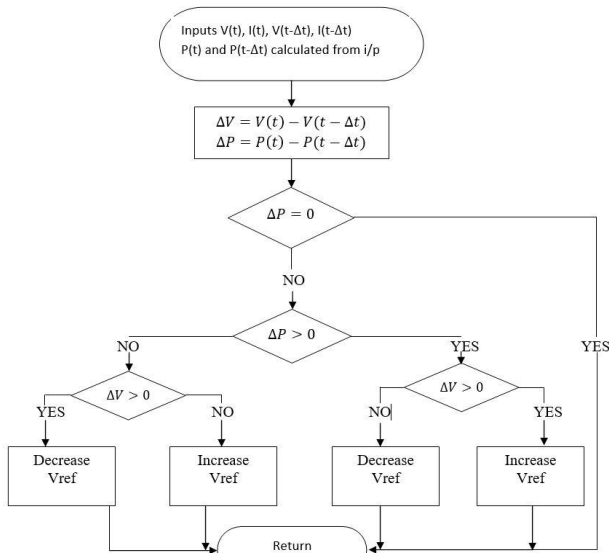 Inputs V(t), I(t), V(t-Δt), I(t-Δt)
P(t) and P(t-Δt) calculated from i/p
ΔV = V(t) − V(t − Δt)
ΔP = P(t) − P(t − Δt)
ΔP = 0
NO
ΔP > 0
NO
YES
YES
ΔV > 0
ΔV > 0
YES
NO
NO
YES
Decrease
Vref
Increase
Vref
Decrease
Vref
Increase
Vref
Return